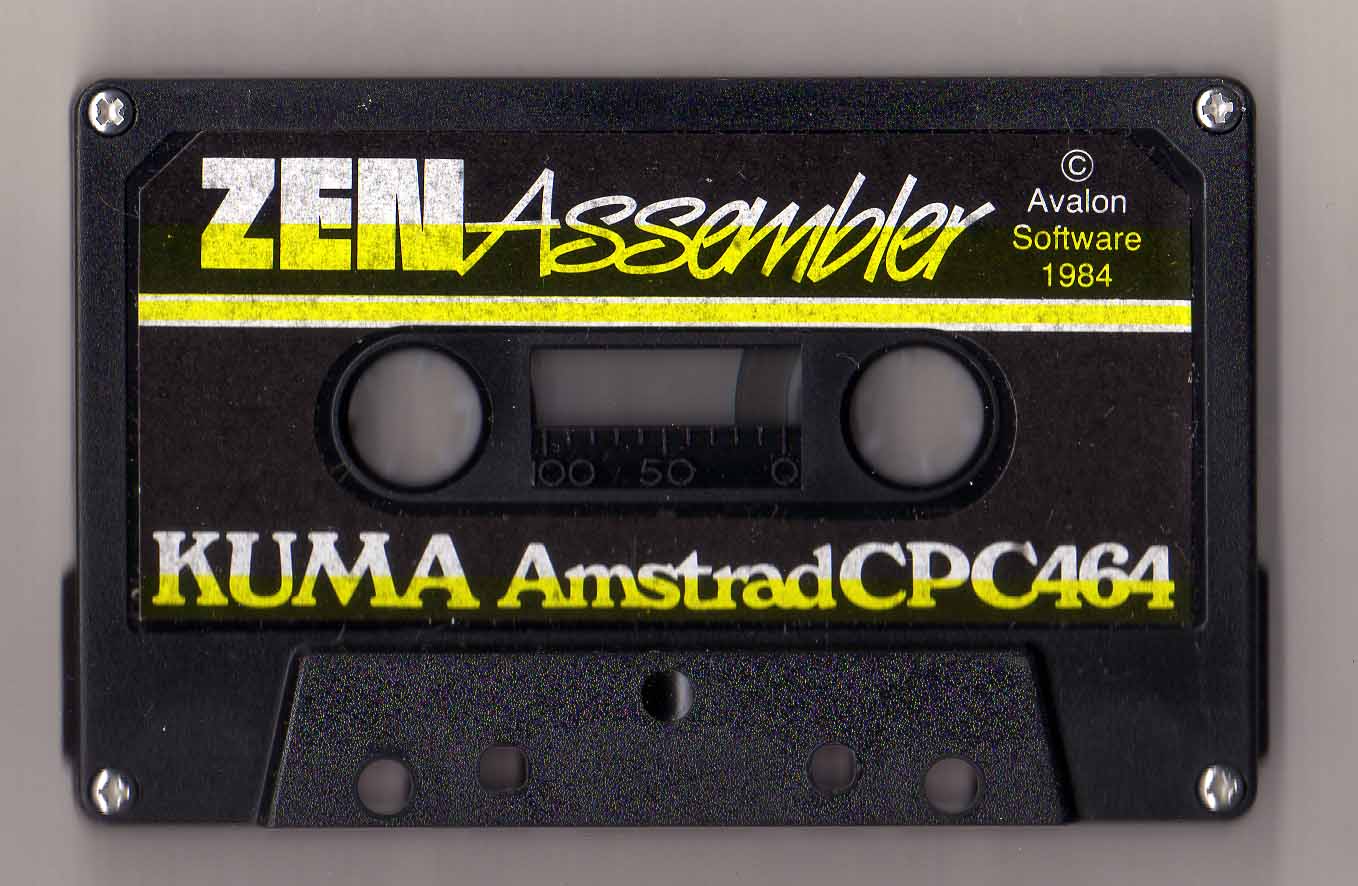 ZEN Assembler
©
Avalon
Software
1984
100 50 0
KUMA Amstrad CPC464